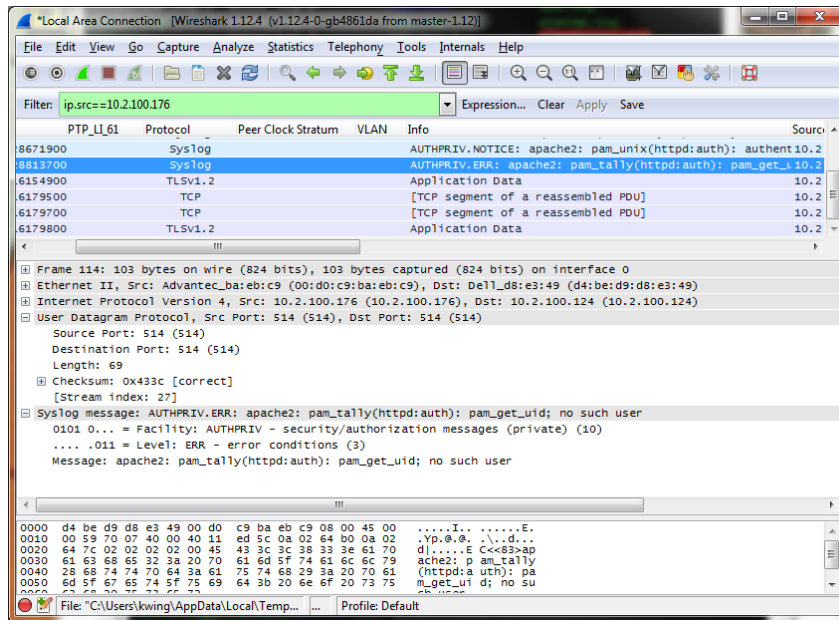 *Local Area Connection [Wireshark 1.12.4 (v1.12.4-0-gb4861da from master-1.12)]
File Edit View Go Capture Analyze Statistics Telephony Tools Internals Help
Filter: ip.src==10.2.100.176 Expression... Clear Apply Save
PTP_LI_61 Protocol Peer Clock Stratum VLAN Info Sourc
8671900 Syslog AUTHPRIV.NOTICE: apache2: pam_unix(httpd:auth): authent 10.2
8813700 Syslog AUTHPRIV.ERR: apache2: pam_tally(httpd:auth): pam_get_u 10.2
6154900 TLSv1.2 Application Data 10.2
6179500 TCP [TCP segment of a reassembled PDU] 10.2
6179700 TCP [TCP segment of a reassembled PDU] 10.2
6179800 TLSv1.2 Application Data 10.2
Frame 114: 103 bytes on wire (824 bits), 103 bytes captured (824 bits) on interface 0
Ethernet II, Src: Advantec_ba:eb:c9 (00:d0:c9:ba:eb:c9), Dst: Dell_d8:e3:49 (d4:be:d9:d8:e3:49)
Internet Protocol Version 4, Src: 10.2.100.176 (10.2.100.176), Dst: 10.2.100.124 (10.2.100.124)
User Datagram Protocol, Src Port: 514 (514), Dst Port: 514 (514)
Source Port: 514 (514)
Destination Port: 514 (514)
Length: 69
Checksum: 0x433c [correct]
[Stream index: 27]
Syslog message: AUTHPRIV.ERR: apache2: pam_tally(httpd:auth): pam_get_uid; no such user
0101 0... = Facility: AUTHPRIV - security/authorization messages (private) (10)
.... .011 = Level: ERR - error conditions (3)
Message: apache2: pam_tally(httpd:auth): pam_get_uid; no such user
0000 d4 be d9 d8 e3 49 00 d0 c9 ba eb c9 08 00 45 00 .....I.. ......E.
0010 00 59 70 07 40 00 40 11 ed 5c 0a 02 64 b0 0a 02 .Yp.@.@. .\..d...
0020 64 7c 02 02 02 02 00 45 43 3c 3c 38 33 3e 61 70 d|.....E C<<83>ap
0030 61 63 68 65 32 3a 20 70 61 6d 5f 74 61 6c 6c 79 ache2: p am_tally
0040 28 68 74 74 70 64 3a 61 75 74 68 29 3a 20 70 61 (httpd:a uth): pa
0050 6d 5f 67 65 74 5f 75 69 64 3b 20 6e 6f 20 73 75 m_get_ui d; no su
0060 63 68 20 75 73 65 72 ch user
File: "C:\Users\kwing\AppData\Local\Temp... ... Profile: Default